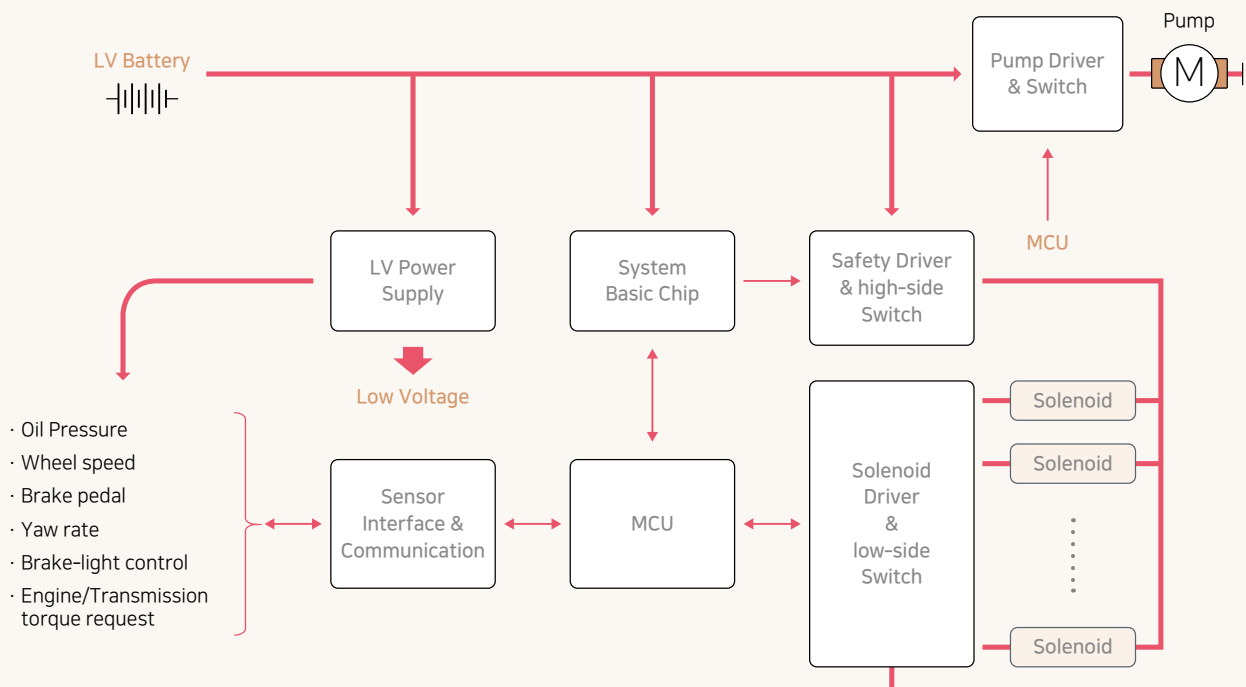 Pump
LV Battery
Pump Driver
& Switch
M
MCU
LV Power
Supply
System
Basic Chip
Safety Driver
& high-side
Switch
Low Voltage
Solenoid
Solenoid
Solenoid
· Oil Pressure
· Wheel speed
· Brake pedal
· Yaw rate
· Brake-light control
· Engine/Transmission
torque request
Sensor
Interface &
Communication
MCU
Solenoid
Driver
&
low-side
Switch